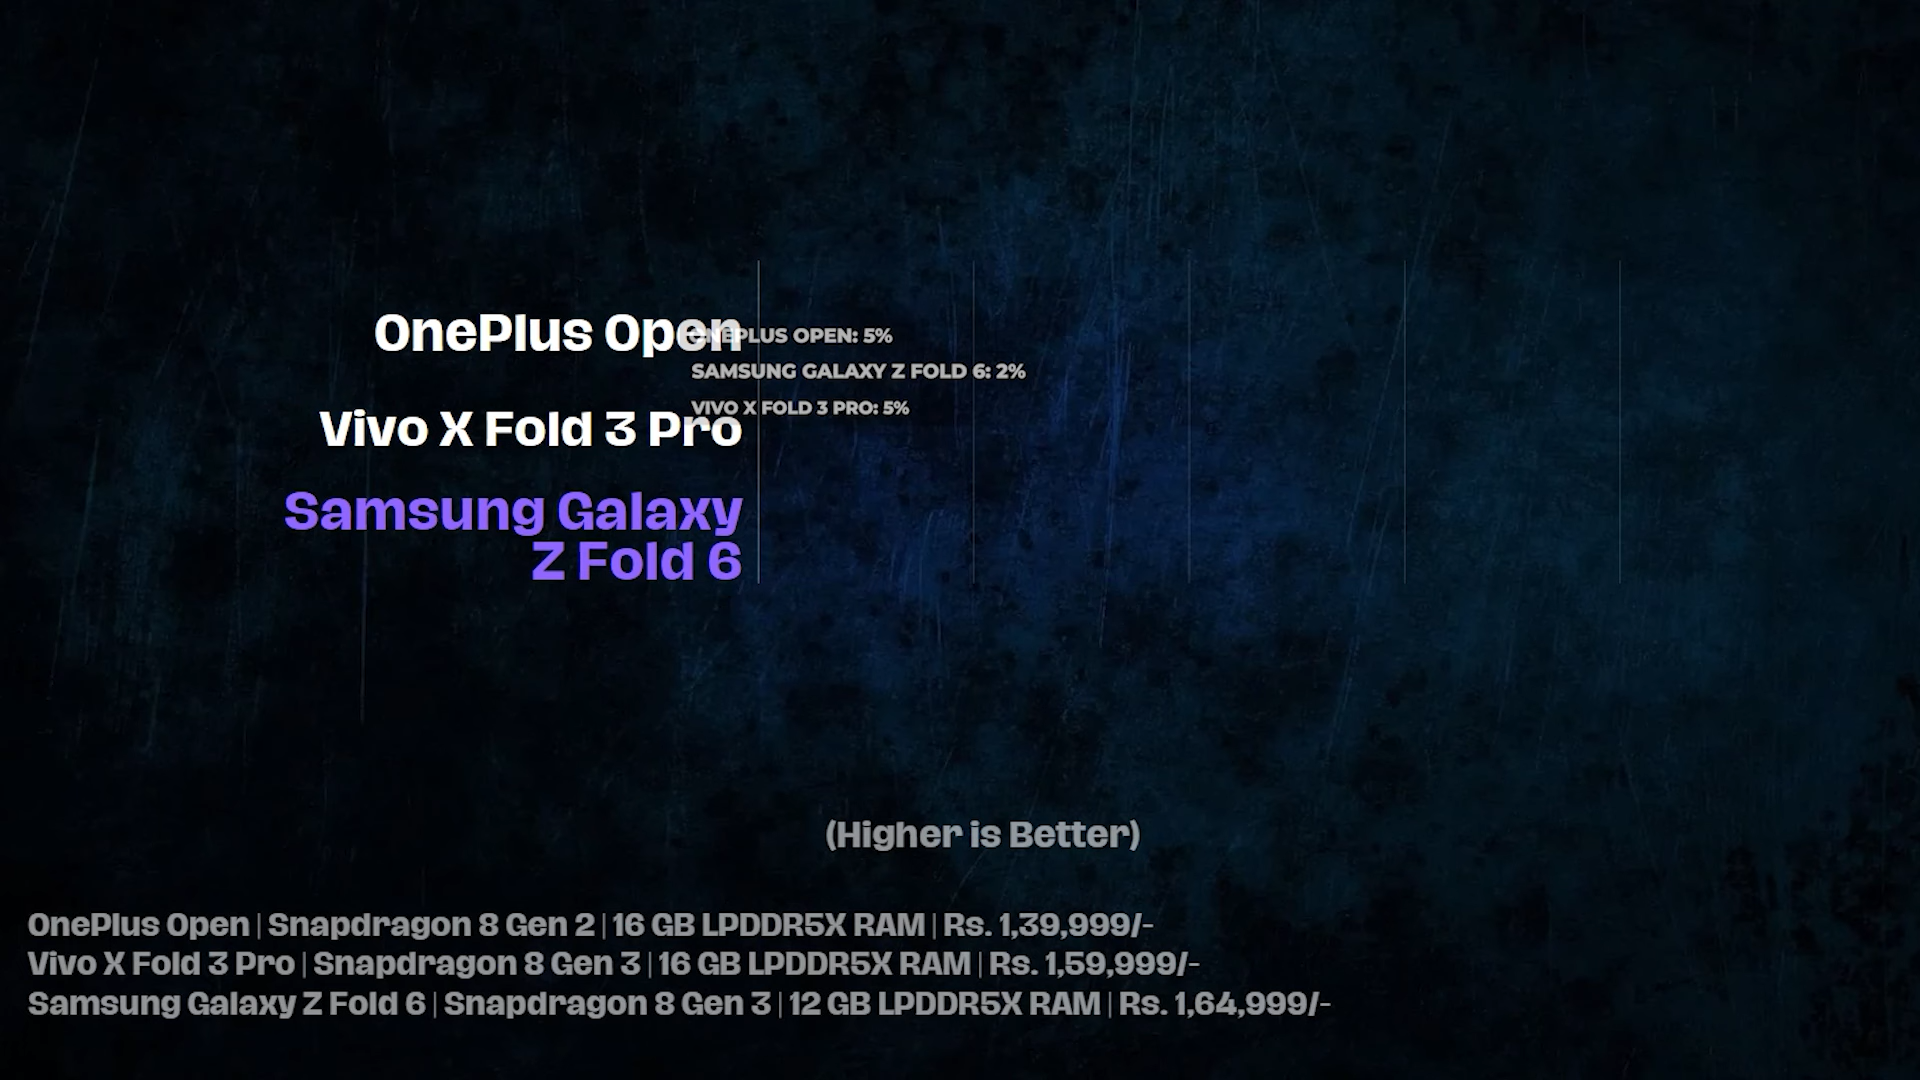 OnePlus Open
ONEPLUS OPEN: 5%
SAMSUNG GALAXY Z FOLD 6: 2%
VIVO X FOLD 3 PRO: 5%
Vivo X Fold 3 Pro
Samsung Galaxy
Z Fold 6
(Higher is Better)
OnePlus Open | Snapdragon 8 Gen 2 | 16 GB LPDDR5X RAM | Rs. 1,39,999/-
Vivo X Fold 3 Pro | Snapdragon 8 Gen 3 | 16 GB LPDDR5X RAM | Rs. 1,59,999/-
Samsung Galaxy Z Fold 6 | Snapdragon 8 Gen 3 | 12 GB LPDDR5X RAM | Rs. 1,64,999/-